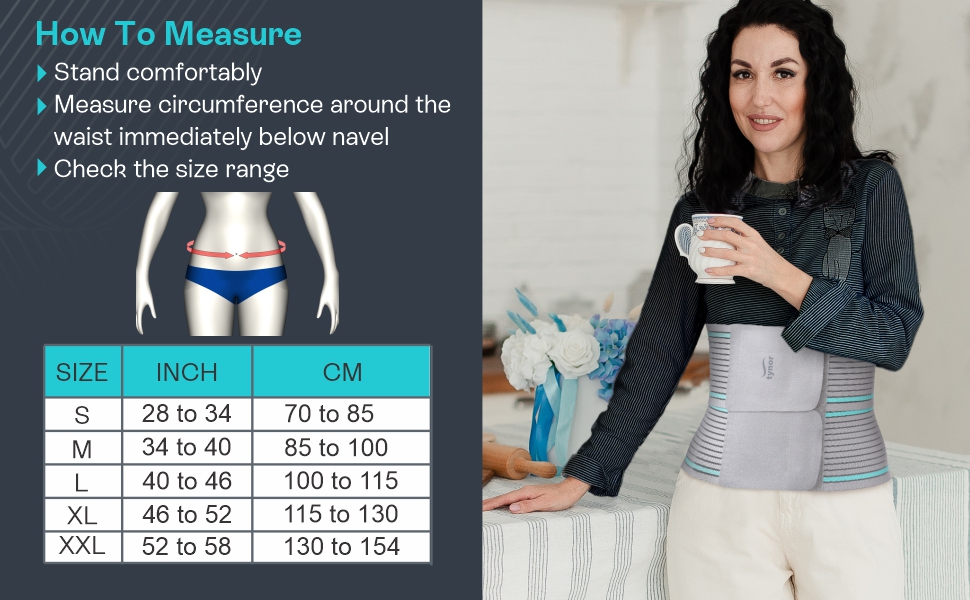 How To Measure
Stand comfortably
Measure circumference around the
waist immediately below navel
Check the size range
SIZE INCH CM
S 28 to 34 70 to 85
M 34 to 40 85 to 100
L 40 to 46 100 to 115
XL 46 to 52 115 to 130
XXL 52 to 58 130 to 154
tynor